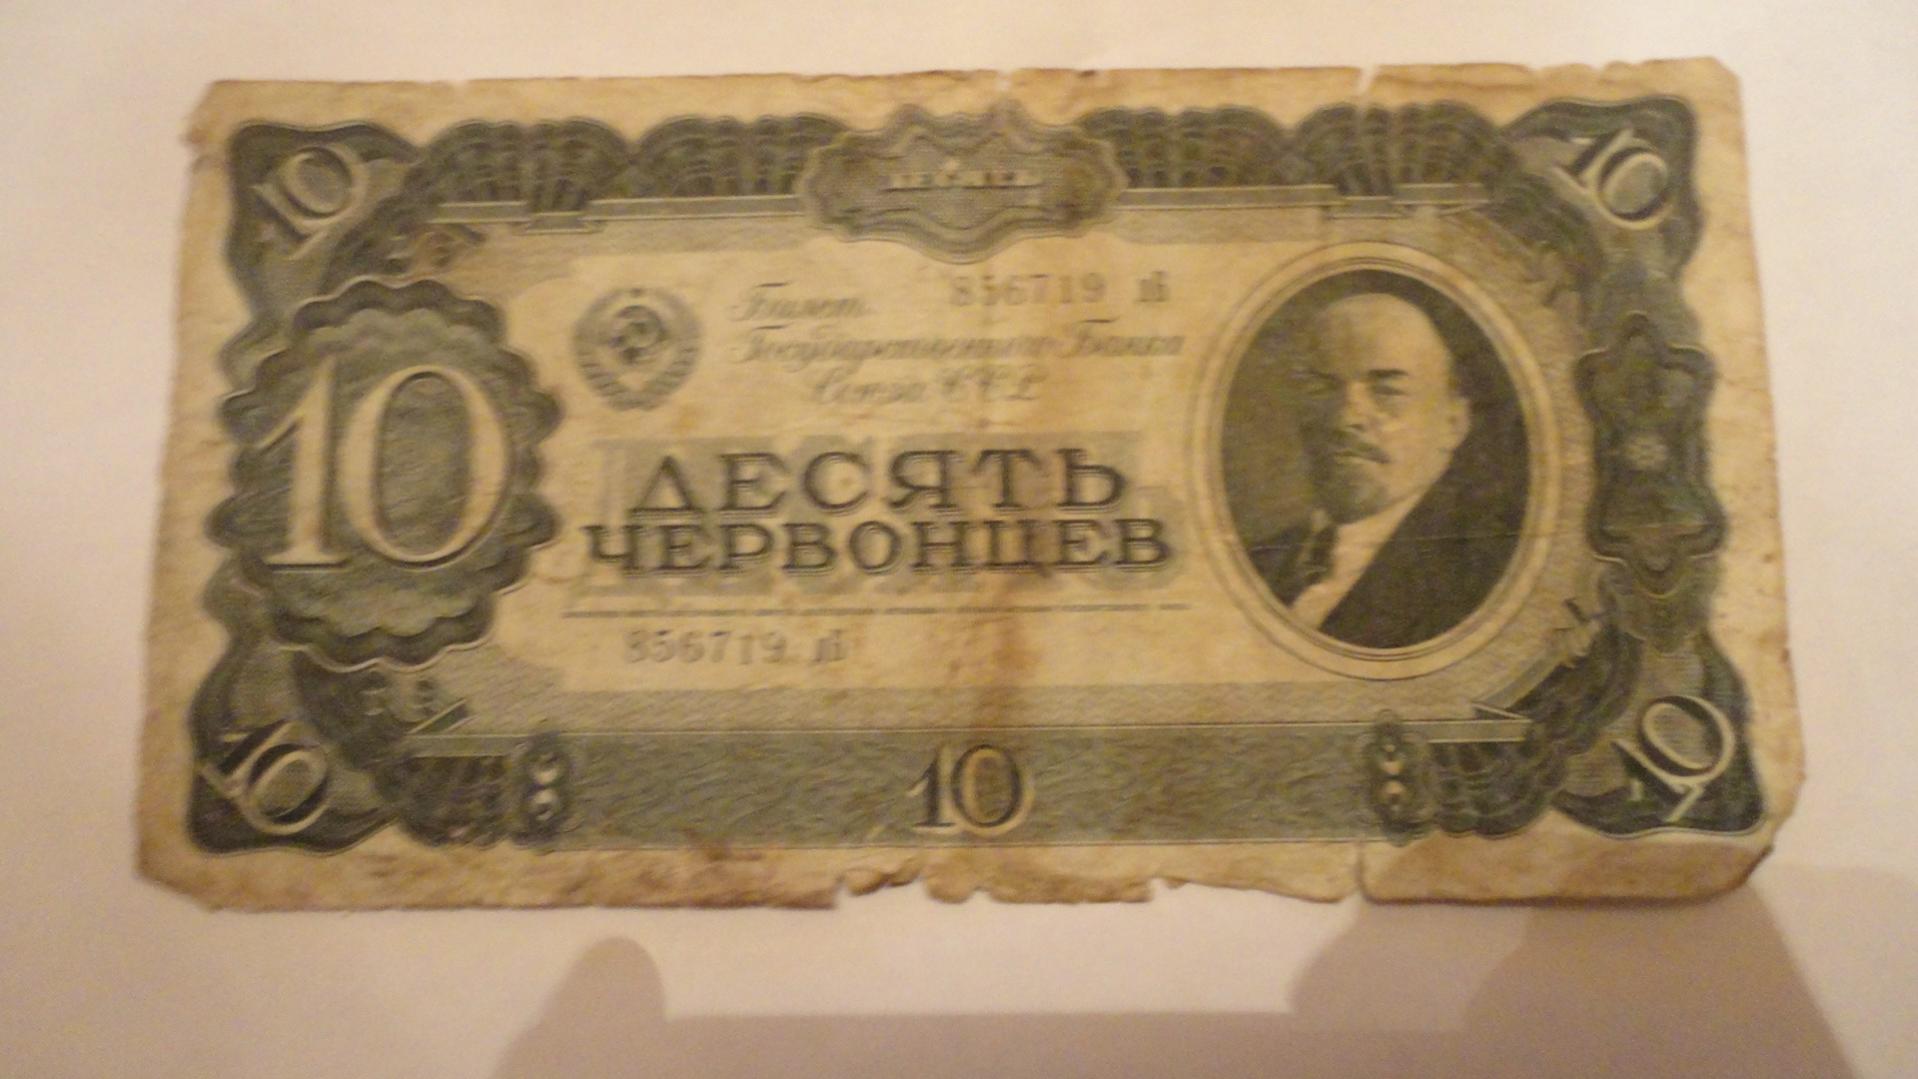 10
10
856719 лБ
Билет
Государственного Банка
Союза ССР
10
ДЕСЯТЬ
ЧЕРВОНЦЕВ
856719 лБ
10
10
10